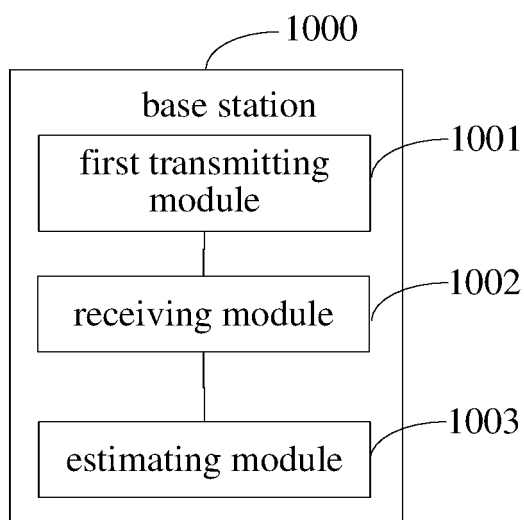 1000
base station
first transmitting
module
1001
receiving module
1002
estimating module
1003